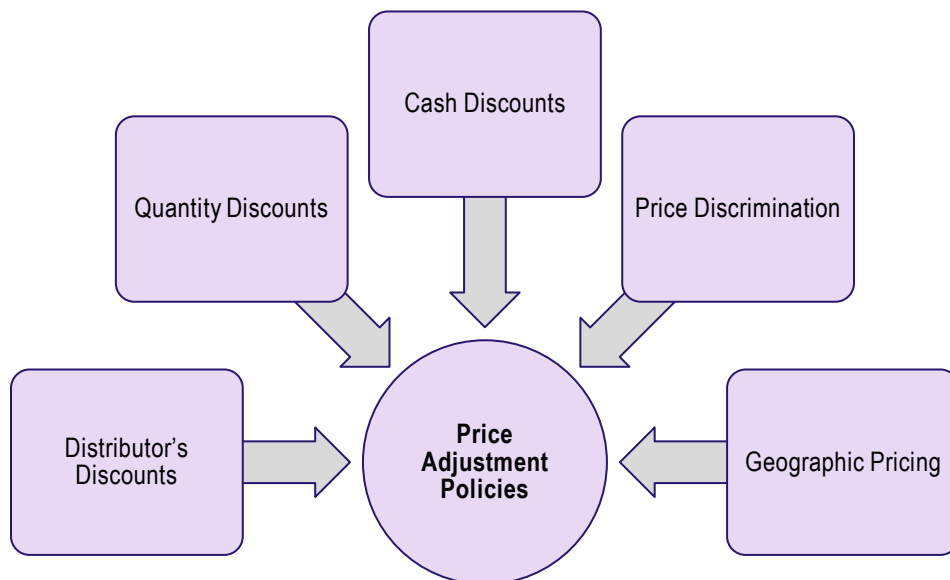 Cash Discounts
Quantity Discounts
Price Discrimination
Distributor’s
Discounts
Price
Adjustment
Policies
Geographic Pricing